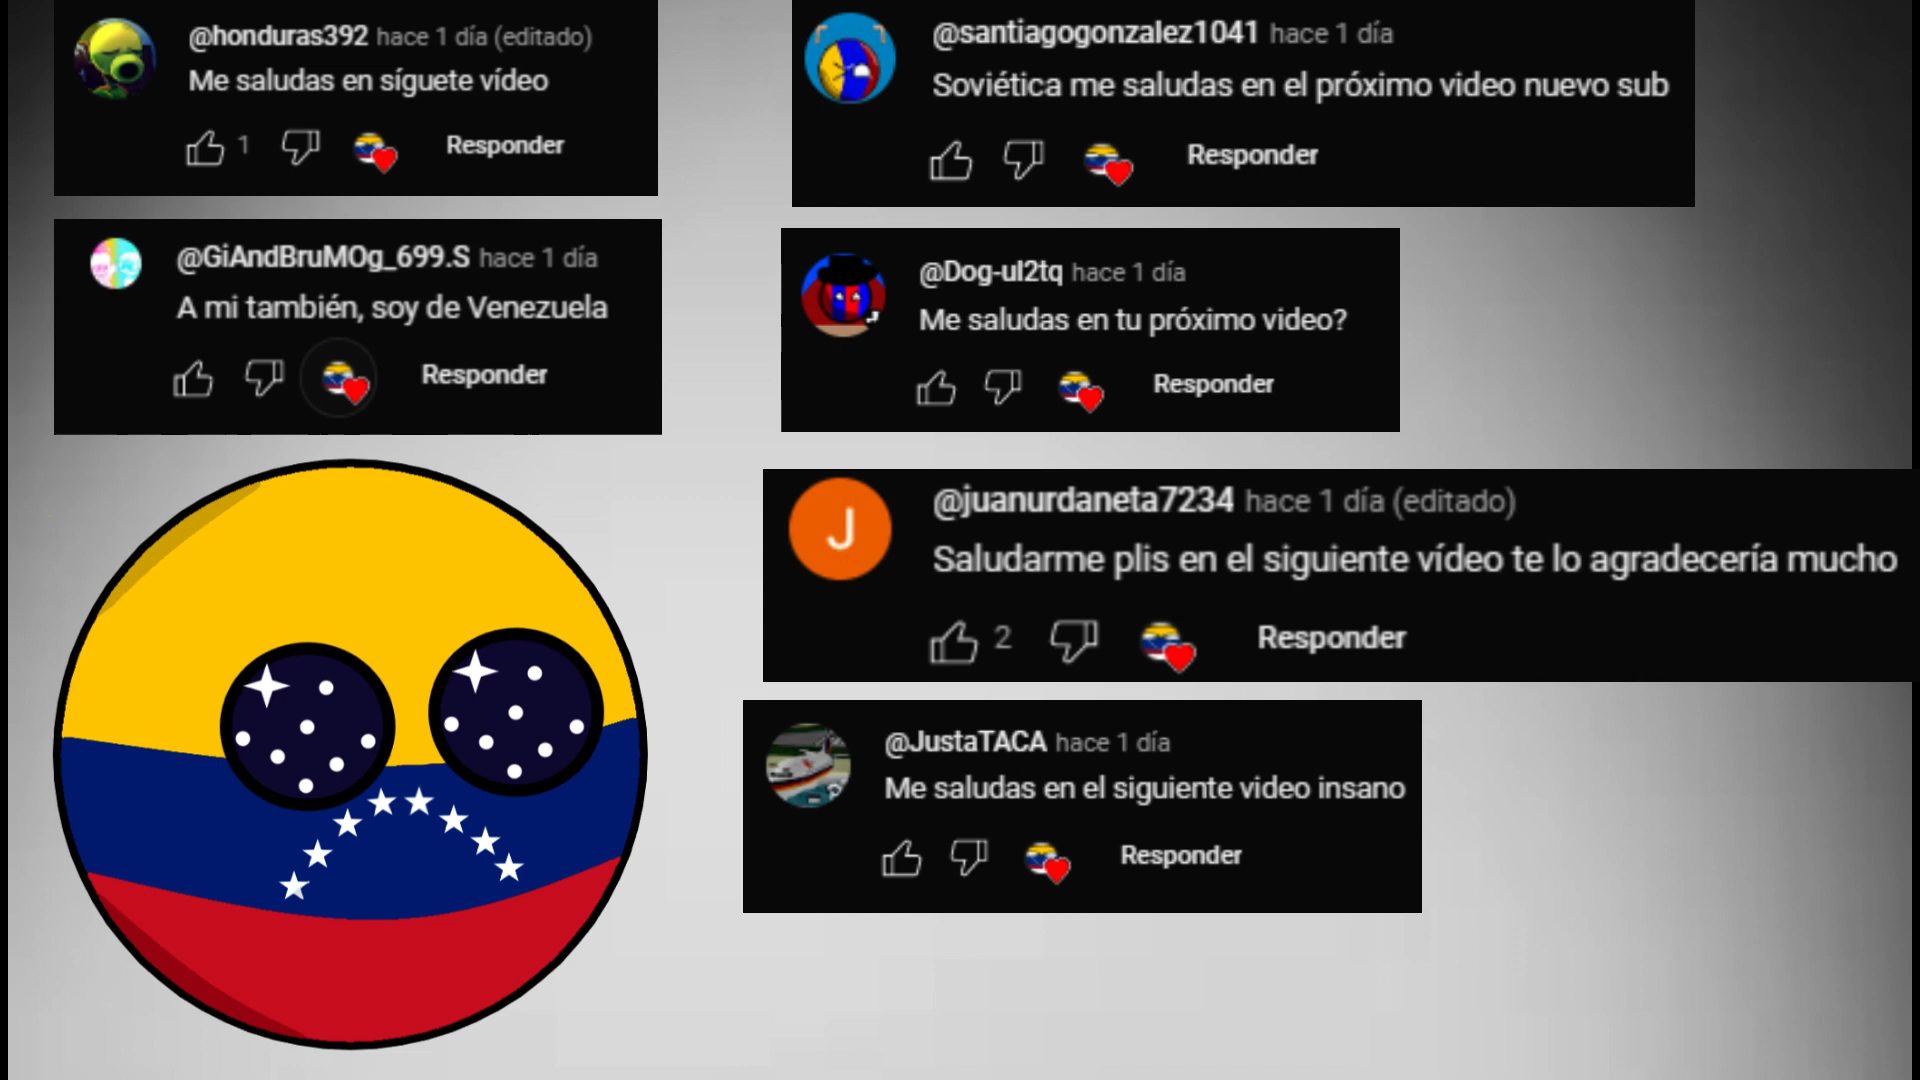 @honduras392 hace 1 día (editado)
Me saludas en síguete vídeo
1 Responder
@GiAndBruMOg_699.S hace 1 día
A mi también, soy de Venezuela
Responder
@santiagogonzalez1041 hace 1 día
Soviética me saludas en el próximo video nuevo sub
Responder
@Dog-ul2tq hace 1 día
Me saludas en tu próximo video?
Responder
J
@juanurdaneta7234 hace 1 día (editado)
Saludarme plis en el siguiente vídeo te lo agradecería mucho
2 Responder
@JustaTACA hace 1 día
Me saludas en el siguiente video insano
Responder